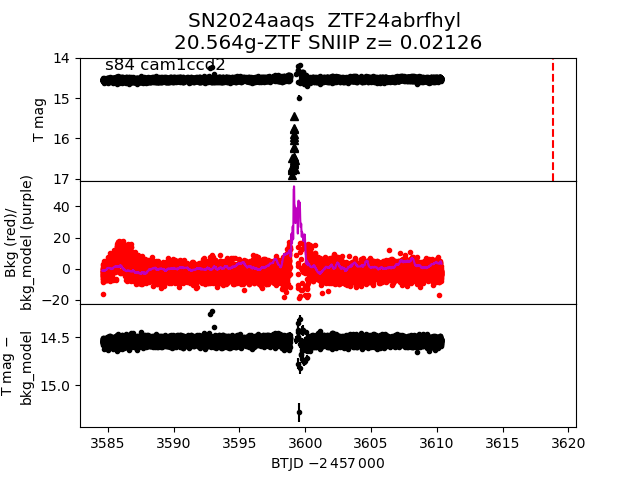 SN2024aaqs ZTF24abrfhyl
20.564g-ZTF SNIIP z= 0.02126
s84 cam1ccd2
14
15
16
17
T mag
40
20
0
−20
Bkg (red)/
bkg_model (purple)
14.5
15.0
T mag −
bkg_model
3585 3590 3595 3600 3605 3610 3615 3620
BTJD −2 457 000